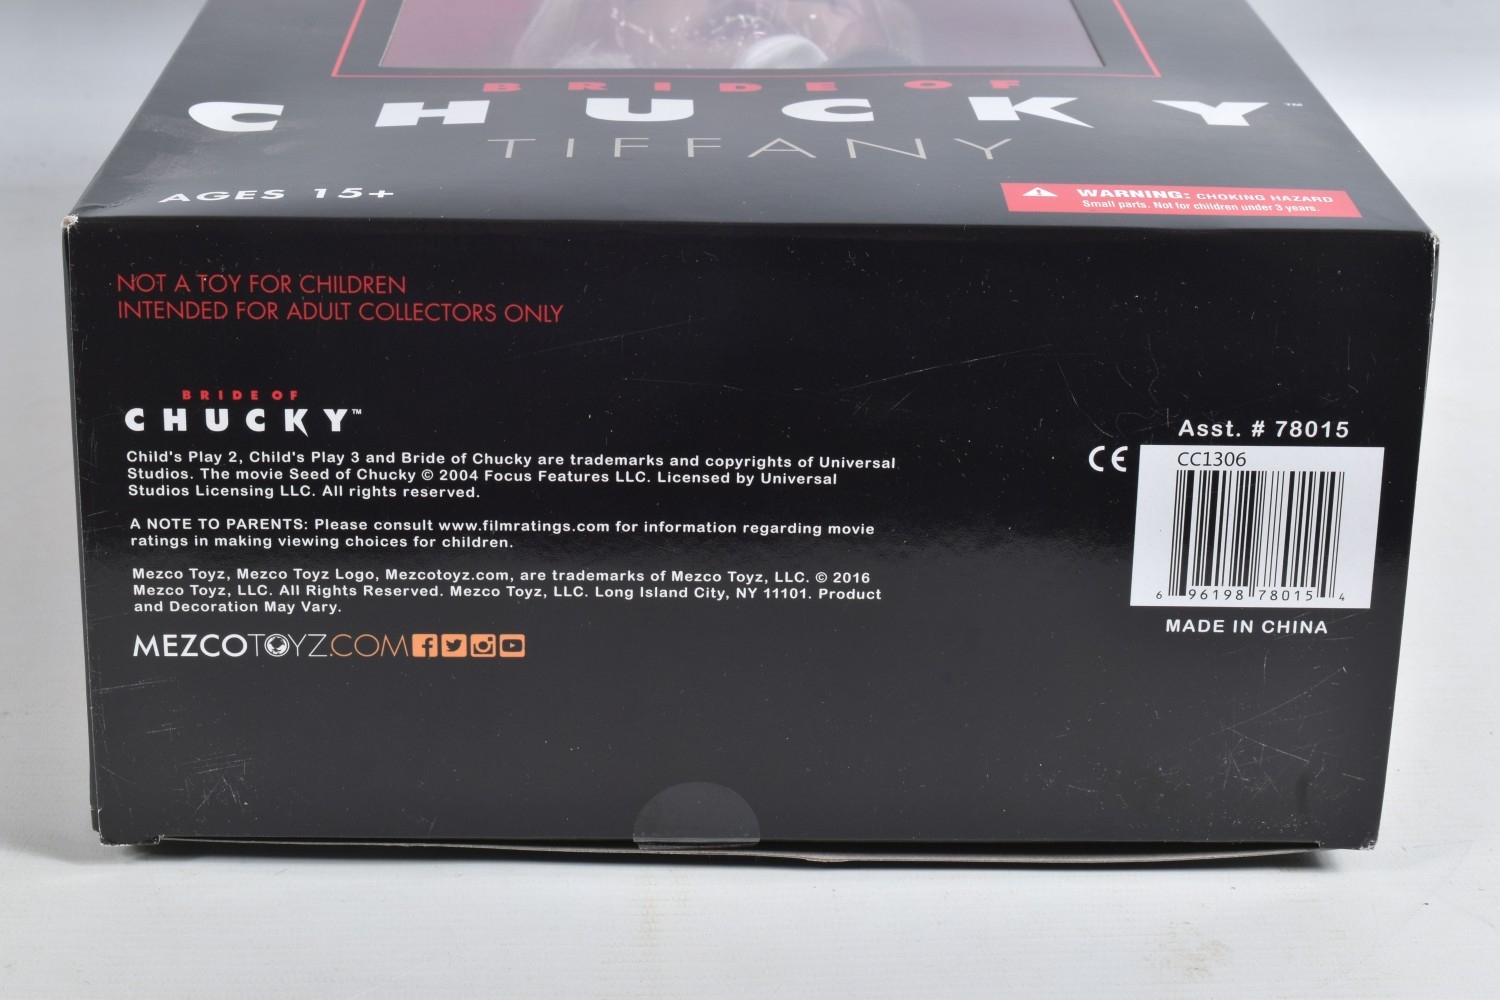 BRIDE OF
CHUCKY™
TIFFANY
AGES 15+
WARNING: CHOKING HAZARD
Small parts. Not for children under 3 years.
NOT A TOY FOR CHILDREN
INTENDED FOR ADULT COLLECTORS ONLY
BRIDE OF
CHUCKY™
Child's Play 2, Child's Play 3 and Bride of Chucky are trademarks and copyrights of Universal
Studios. The movie Seed of Chucky © 2004 Focus Features LLC. Licensed by Universal
Studios Licensing LLC. All rights reserved.
A NOTE TO PARENTS: Please consult www.filmratings.com for information regarding movie
ratings in making viewing choices for children.
Mezco Toyz, Mezco Toyz Logo, Mezcotoyz.com, are trademarks of Mezco Toyz, LLC. © 2016
Mezco Toyz, LLC. All Rights Reserved. Mezco Toyz, LLC. Long Island City, NY 11101. Product
and Decoration May Vary.
MEZCOTOYZ.COM
Asst. # 78015
CE
CC1306
6 96198 78015 4
MADE IN CHINA